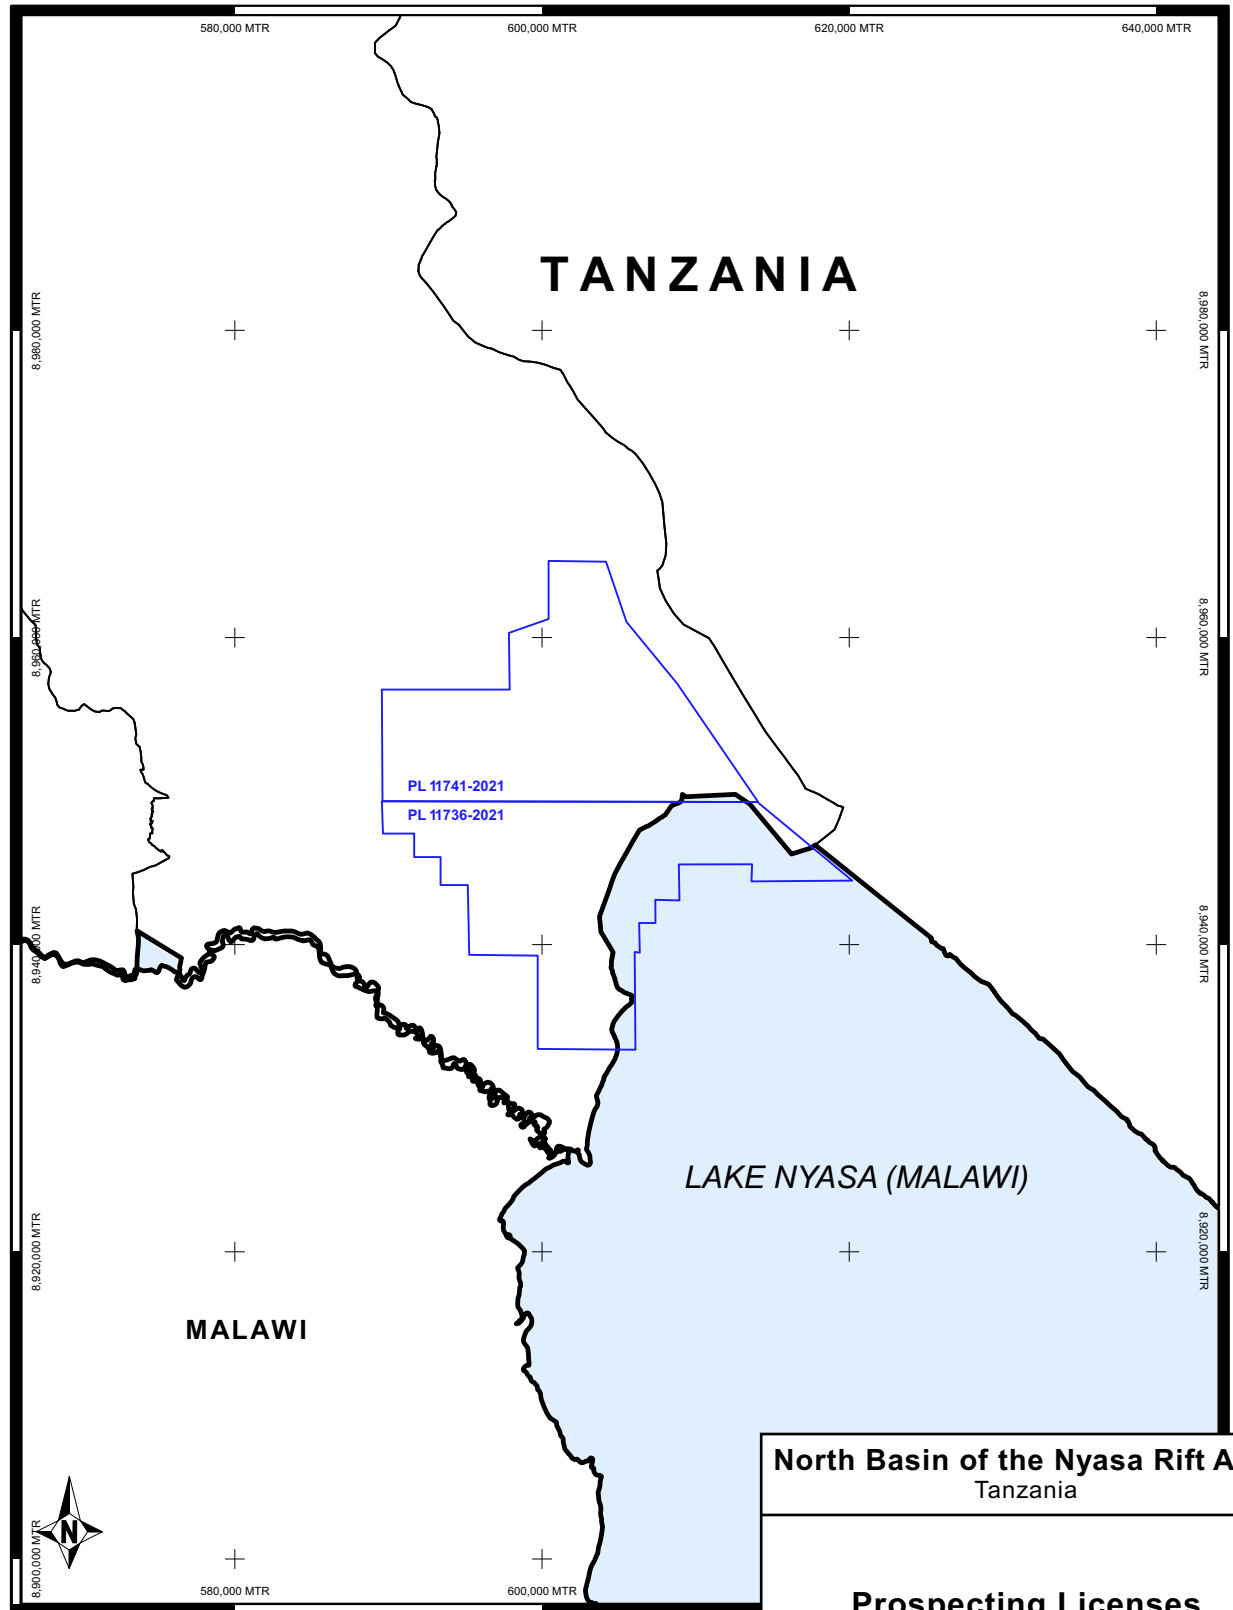 580,000 MTR
600,000 MTR
620,000 MTR
640,000 MTR
TANZANIA
8,980,000 MTR
8,980,000 MTR
8,960,000 MTR
8,960,000 MTR
PL 11741-2021
PL 11736-2021
8,940,000 MTR
8,940,000 MTR
LAKE NYASA (MALAWI)
8,920,000 MTR
8,920,000 MTR
MALAWI
North Basin of the Nyasa Rift A
Tanzania
N
8,900,000 MTR
580,000 MTR
600,000 MTR
Prospecting Licenses